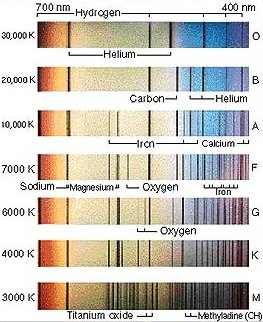 700 nm 400 nm
Hydrogen
30,000 K O
Helium
20,000 K B
Carbon Helium
10,000 K A
Iron Calcium
7000 K F
Sodium Magnesium Oxygen Iron
6000 K G
Oxygen
4000 K K
3000 K M
Titanium oxide Methyladine (CH)